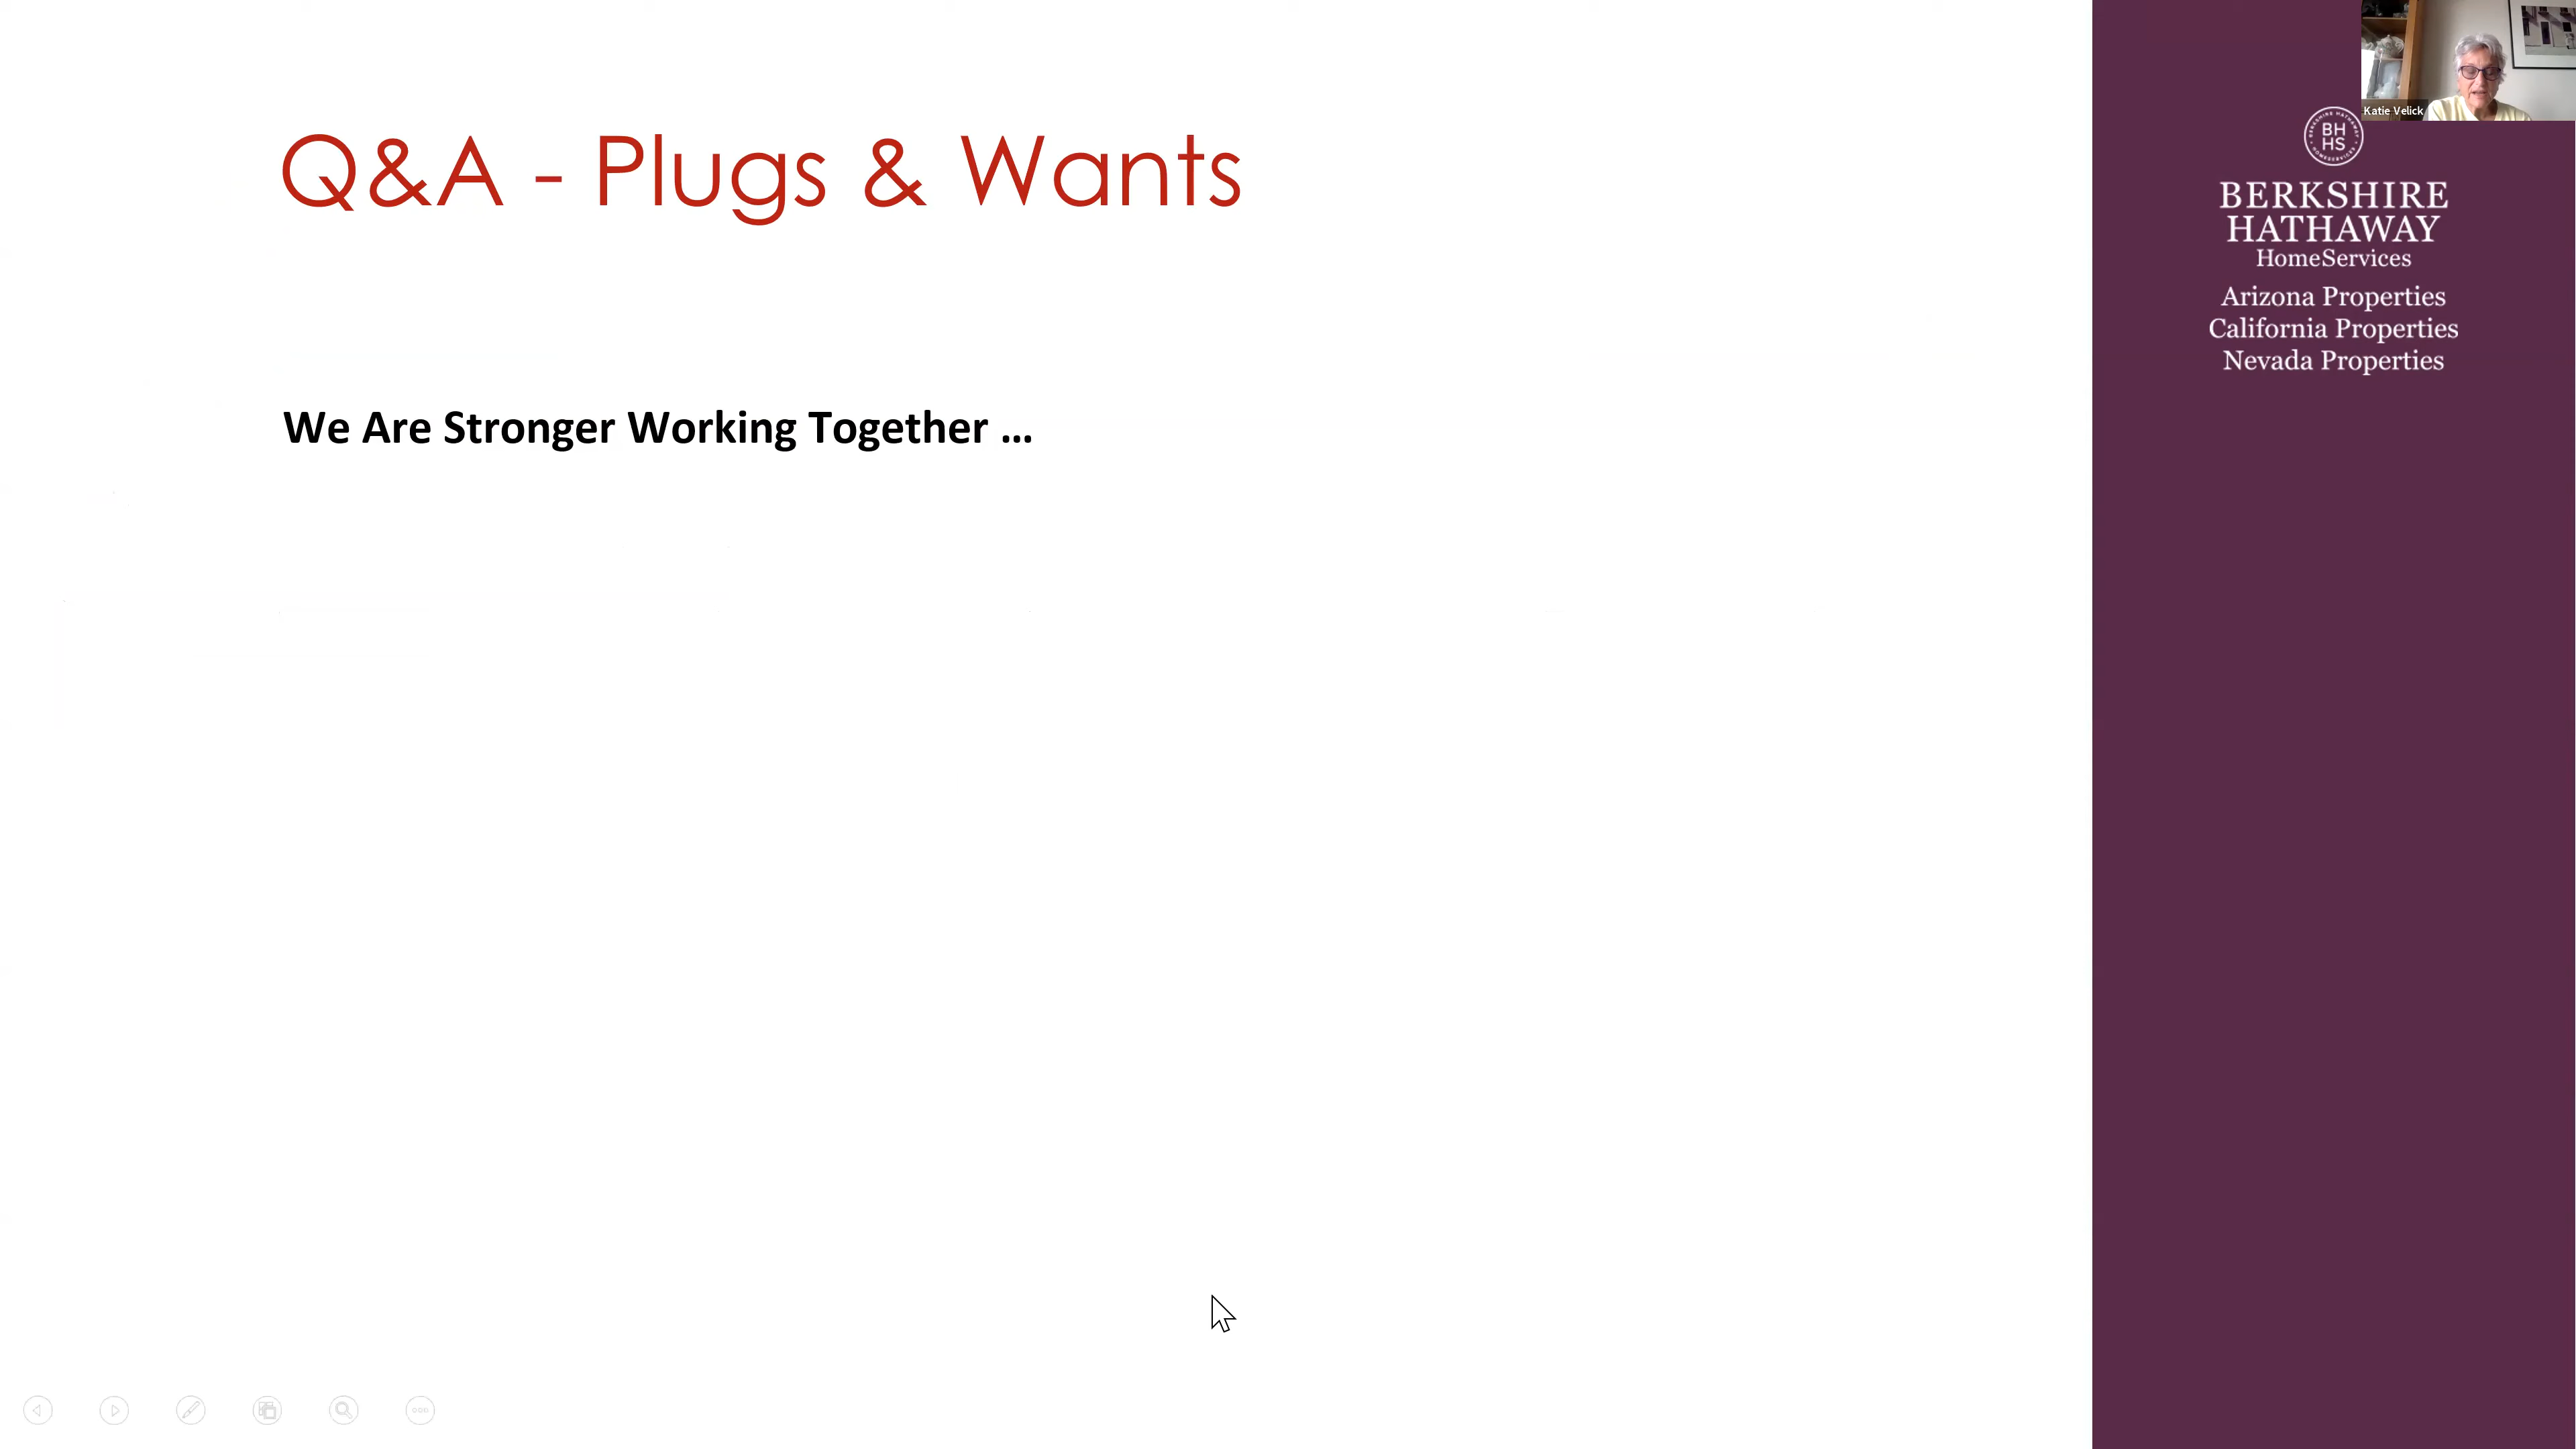 Q&A - Plugs & Wants
We Are Stronger Working Together ...
Katie Velick
BH
HS
BERKSHIRE
HATHAWAY
HomeServices
Arizona Properties
California Properties
Nevada Properties